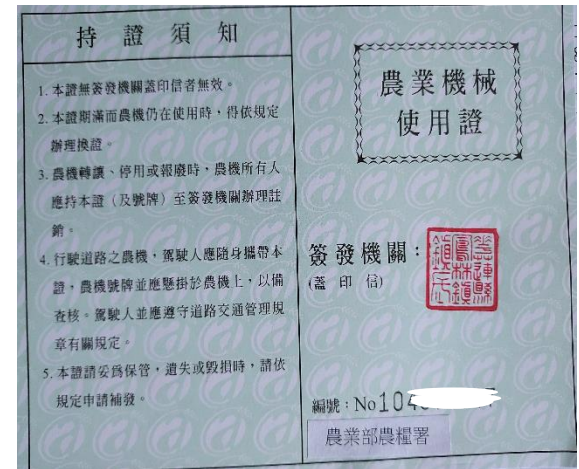 持證須知
1. 本證無簽發機關蓋印信者無效。
2. 本證期滿而農機仍在使用時，得依規定
辦理換證。
3. 農機轉讓、停用或報廢時，農機所有人
應持本證（及號牌）至簽發機關辦理註
銷。
4. 行駛道路之農機，駕駛人應隨身攜帶本
證，農機號牌並應懸掛於農機上，以備
查核。駕駛人並應遵守道路交通管理規
章有關規定。
5. 本證請妥為保管，遺失或毀損時，請依
規定申請補發。
農業機械
使用證
簽發機關：
(蓋印信)
花蓮縣
鳳林鎮
編號：No 104
農業部農糧署